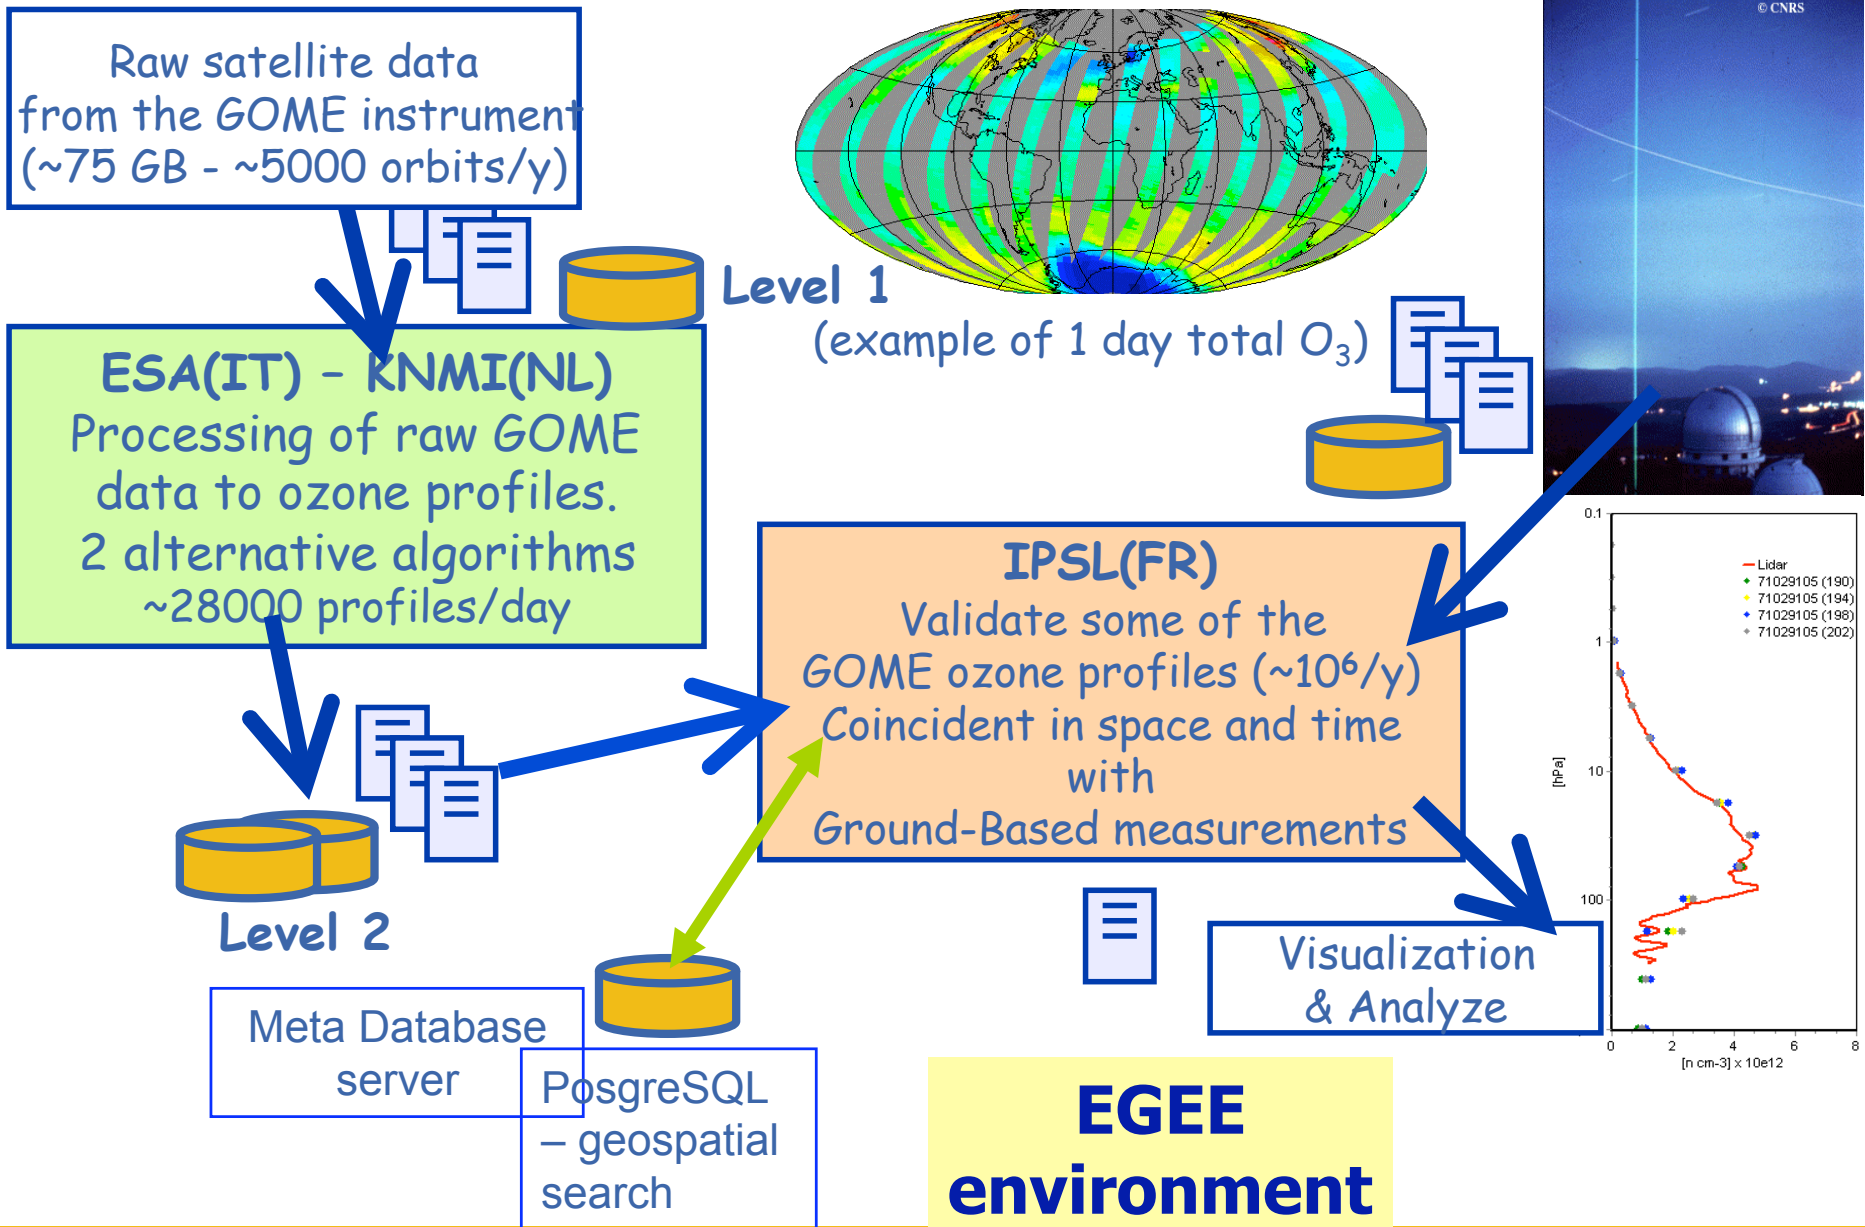 Raw satellite data
from the GOME instrument
(~75 GB - ~5000 orbits/y)
© CNRS
Level 1
(example of 1 day total O₃)
ESA(IT) – KNMI(NL)
Processing of raw GOME
data to ozone profiles.
2 alternative algorithms
~28000 profiles/day
IPSL(FR)
Validate some of the
GOME ozone profiles (~10⁶/y)
Coincident in space and time
with
Ground-Based measurements
0.1
1
10
100
[hPa]
Lidar
71029105 (190)
71029105 (194)
71029105 (198)
71029105 (202)
0 2 4 6 8
[n cm-3] x 10e12
Level 2
Visualization
& Analyze
Meta Database
server
PosgreSQL
– geospatial
search
EGEE
environment